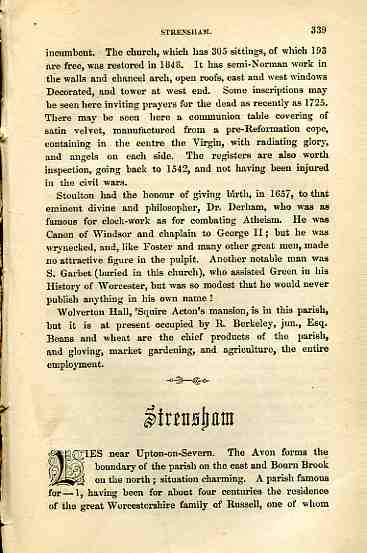 STRENSHAM. 339
incumbent. The church, which has 305 sittings, of which 193
are free, was restored in 1848. It has semi-Norman work in
the walls and chancel arch, open roofs, east and west windows
Decorated, and tower at west end. Some inscriptions may
be seen here inviting prayers for the dead as recently as 1725.
There may be seen here a communion table covering of
satin velvet, manufactured from a pre-Reformation cope,
containing in the centre the Virgin, with radiating glory,
and angels on each side. The registers are also worth
inspection, going back to 1542, and not having been injured
in the civil wars.
Stoulton had the honour of giving birth, in 1657, to that
eminent divine and philosopher, Dr. Derham, who was as
famous for clock-work as for combating Atheism. He was
Canon of Windsor and chaplain to George II; but he was
wrynecked, and, like Foster and many other great men, made
no attractive figure in the pulpit. Another notable man was
S. Garbet (buried in this church), who assisted Green in his
History of Worcester, but was so modest that he would never
publish anything in his own name!
Wolverton Hall, 'Squire Acton's mansion, is in this parish,
but it is at present occupied by R. Berkeley, jun., Esq.
Beans and wheat are the chief products of the parish,
and gloving, market gardening, and agriculture, the entire
employment.
Strensham
LIES near Upton-on-Severn. The Avon forms the
boundary of the parish on the east and Bourn Brook
on the north; situation charming. A parish famous
for—1, having been for about four centuries the residence
of the great Worcestershire family of Russell, one of whom